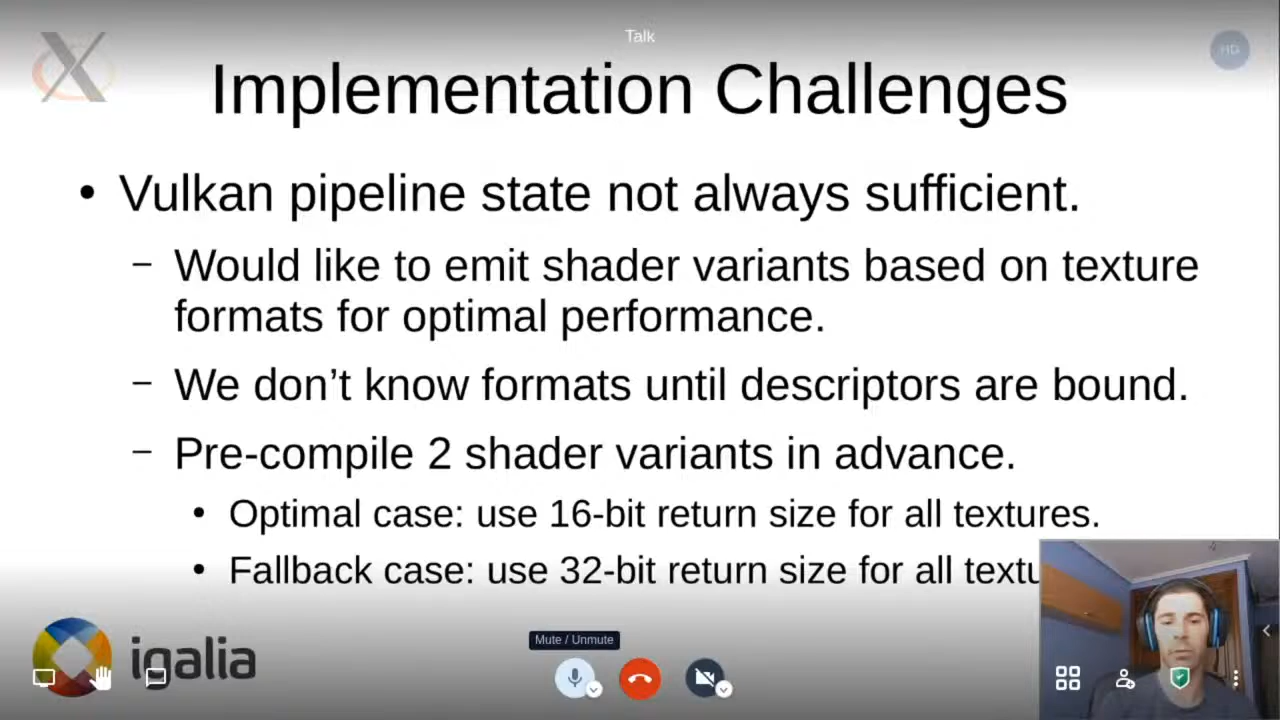 Talk
HD
Implementation Challenges
• Vulkan pipeline state not always sufficient.
– Would like to emit shader variants based on texture
formats for optimal performance.
– We don’t know formats until descriptors are bound.
– Pre-compile 2 shader variants in advance.
• Optimal case: use 16-bit return size for all textures.
• Fallback case: use 32-bit return size for all textu
Mute / Unmute
igalia